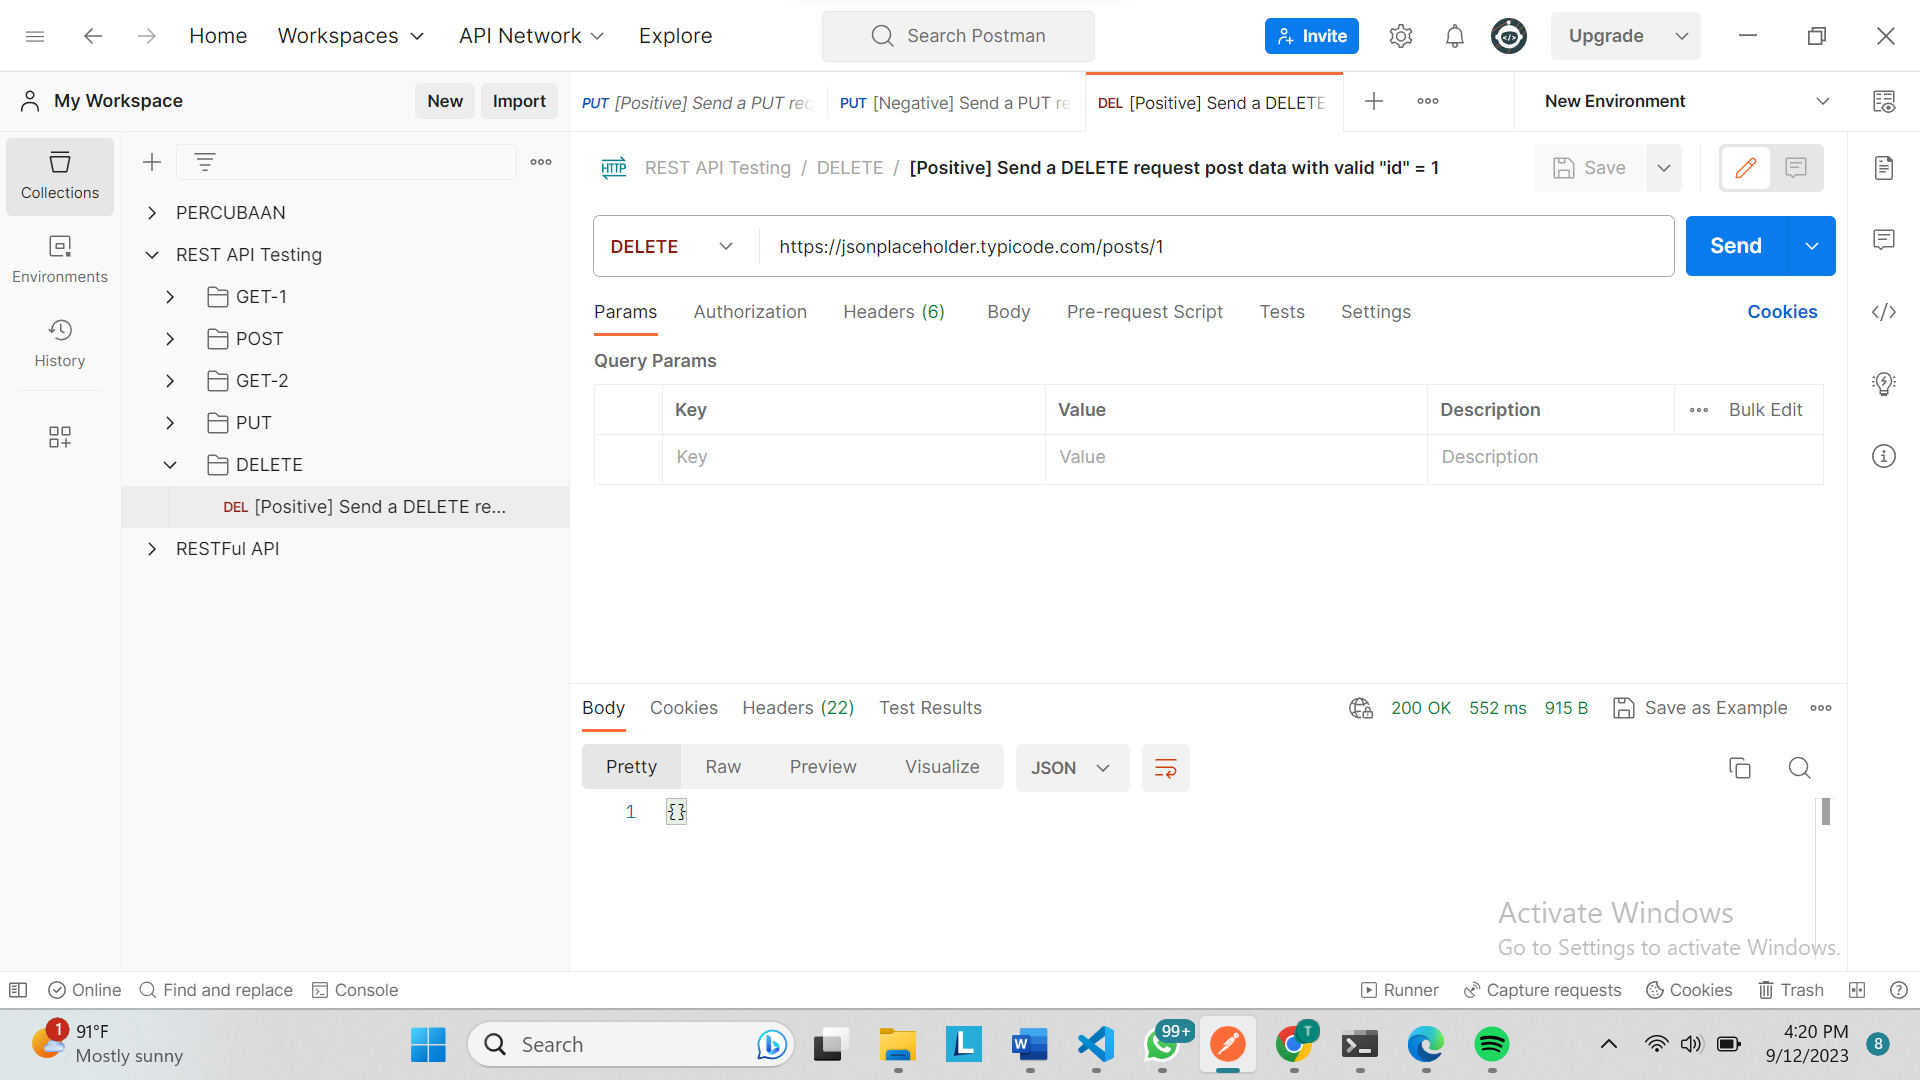 Home Workspaces API Network Explore Search Postman Invite Upgrade
My Workspace New Import PUT [Positive] Send a PUT req PUT [Negative] Send a PUT re DEL [Positive] Send a DELETE New Environment
REST API Testing / DELETE / [Positive] Send a DELETE request post data with valid "id" = 1 Save
Collections
Environments
History
PERCUBAAN
REST API Testing
GET-1
POST
GET-2
PUT
DELETE
DEL [Positive] Send a DELETE re...
RESTFul API
HTTP
DELETE https://jsonplaceholder.typicode.com/posts/1 Send
Params Authorization Headers (6) Body Pre-request Script Tests Settings Cookies
Query Params
Key Value Description Bulk Edit
Key Value Description
Body Cookies Headers (22) Test Results 200 OK 552 ms 915 B Save as Example
Pretty Raw Preview Visualize JSON
1 {}
Activate Windows
Go to Settings to activate Windows.
Online Find and replace Console Runner Capture requests Cookies Trash
1 91°F
Mostly sunny
Search
99+
T
4:20 PM
9/12/2023
8